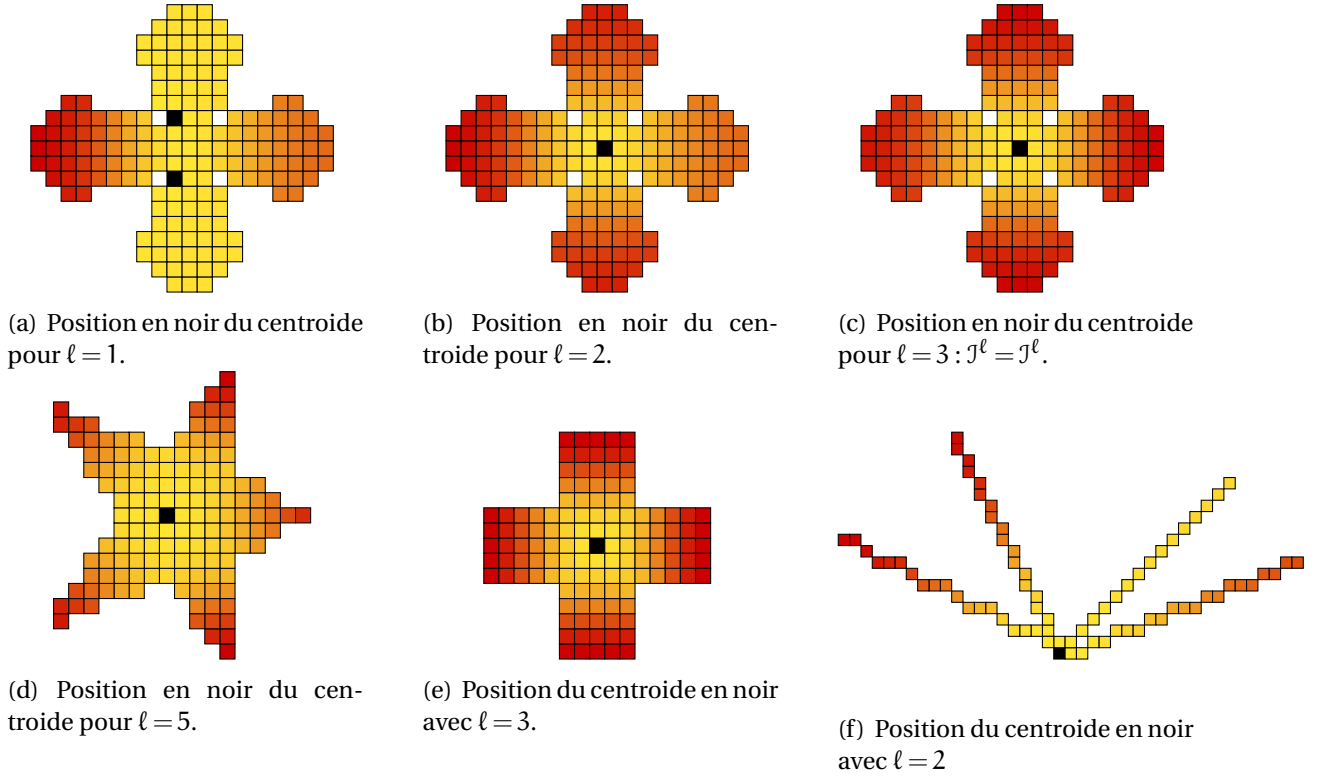 (a) Position en noir du centroide
pour ℓ = 1.
(b) Position en noir du cen-
troide pour ℓ = 2.
(c) Position en noir du centroide
pour ℓ = 3 : ℐ^ℓ = ℐ^ℓ.
(d) Position en noir du cen-
troide pour ℓ = 5.
(e) Position du centroide en noir
avec ℓ = 3.
(f) Position du centroide en noir
avec ℓ = 2